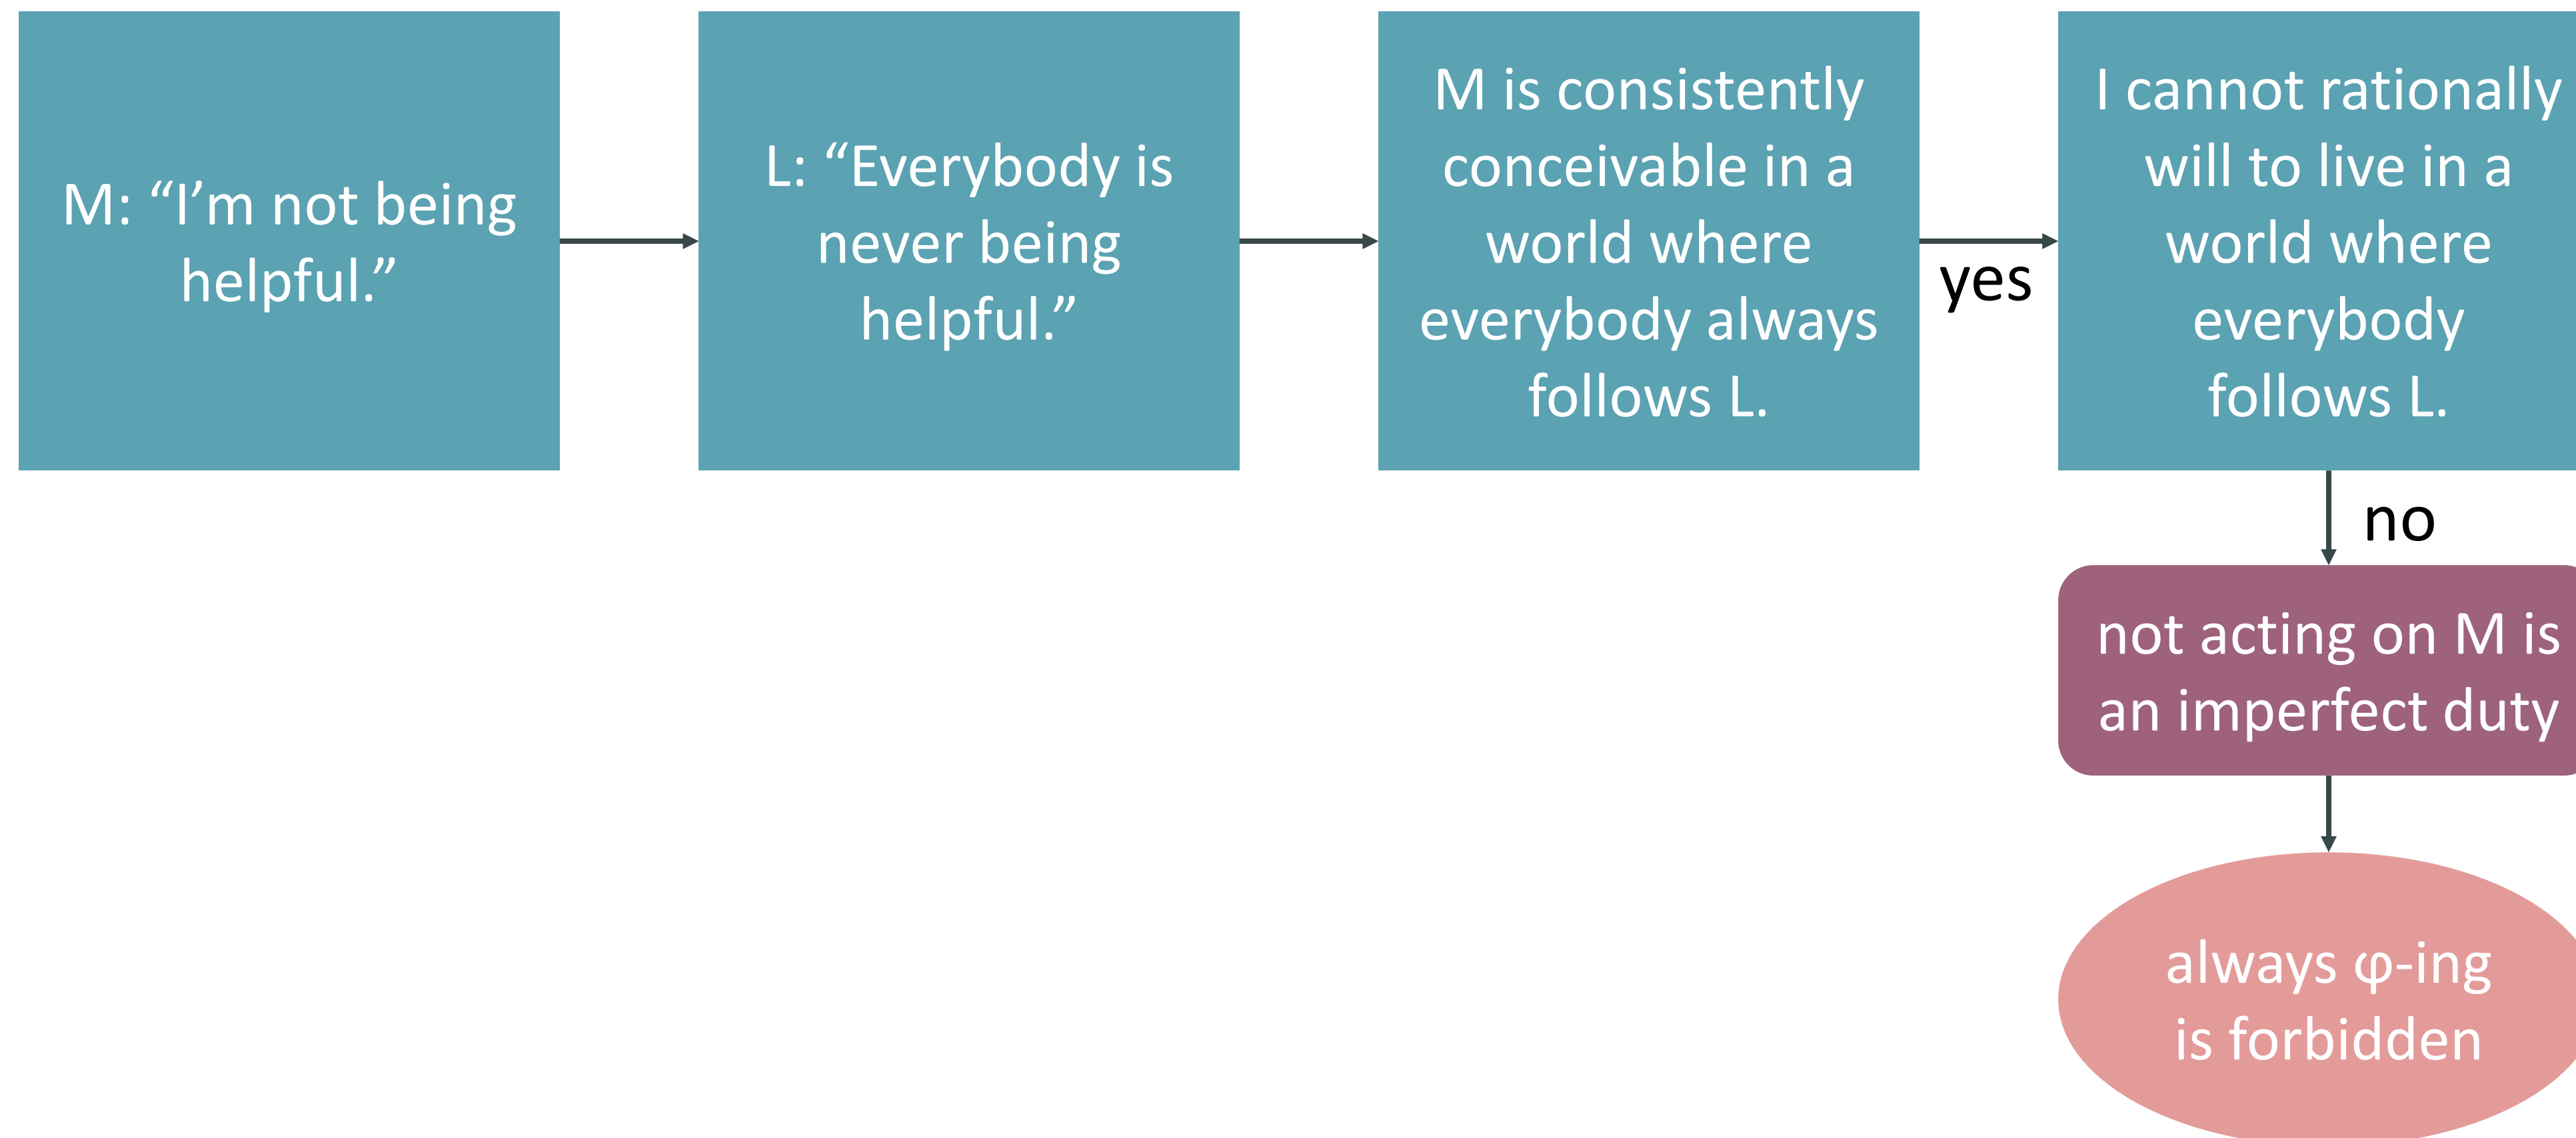 M: “I’m not being
helpful.”
L: “Everybody is
never being
helpful.”
M is consistently
conceivable in a
world where
everybody always
follows L.
yes
I cannot rationally
will to live in a
world where
everybody
follows L.
no
not acting on M is
an imperfect duty
always φ-ing
is forbidden